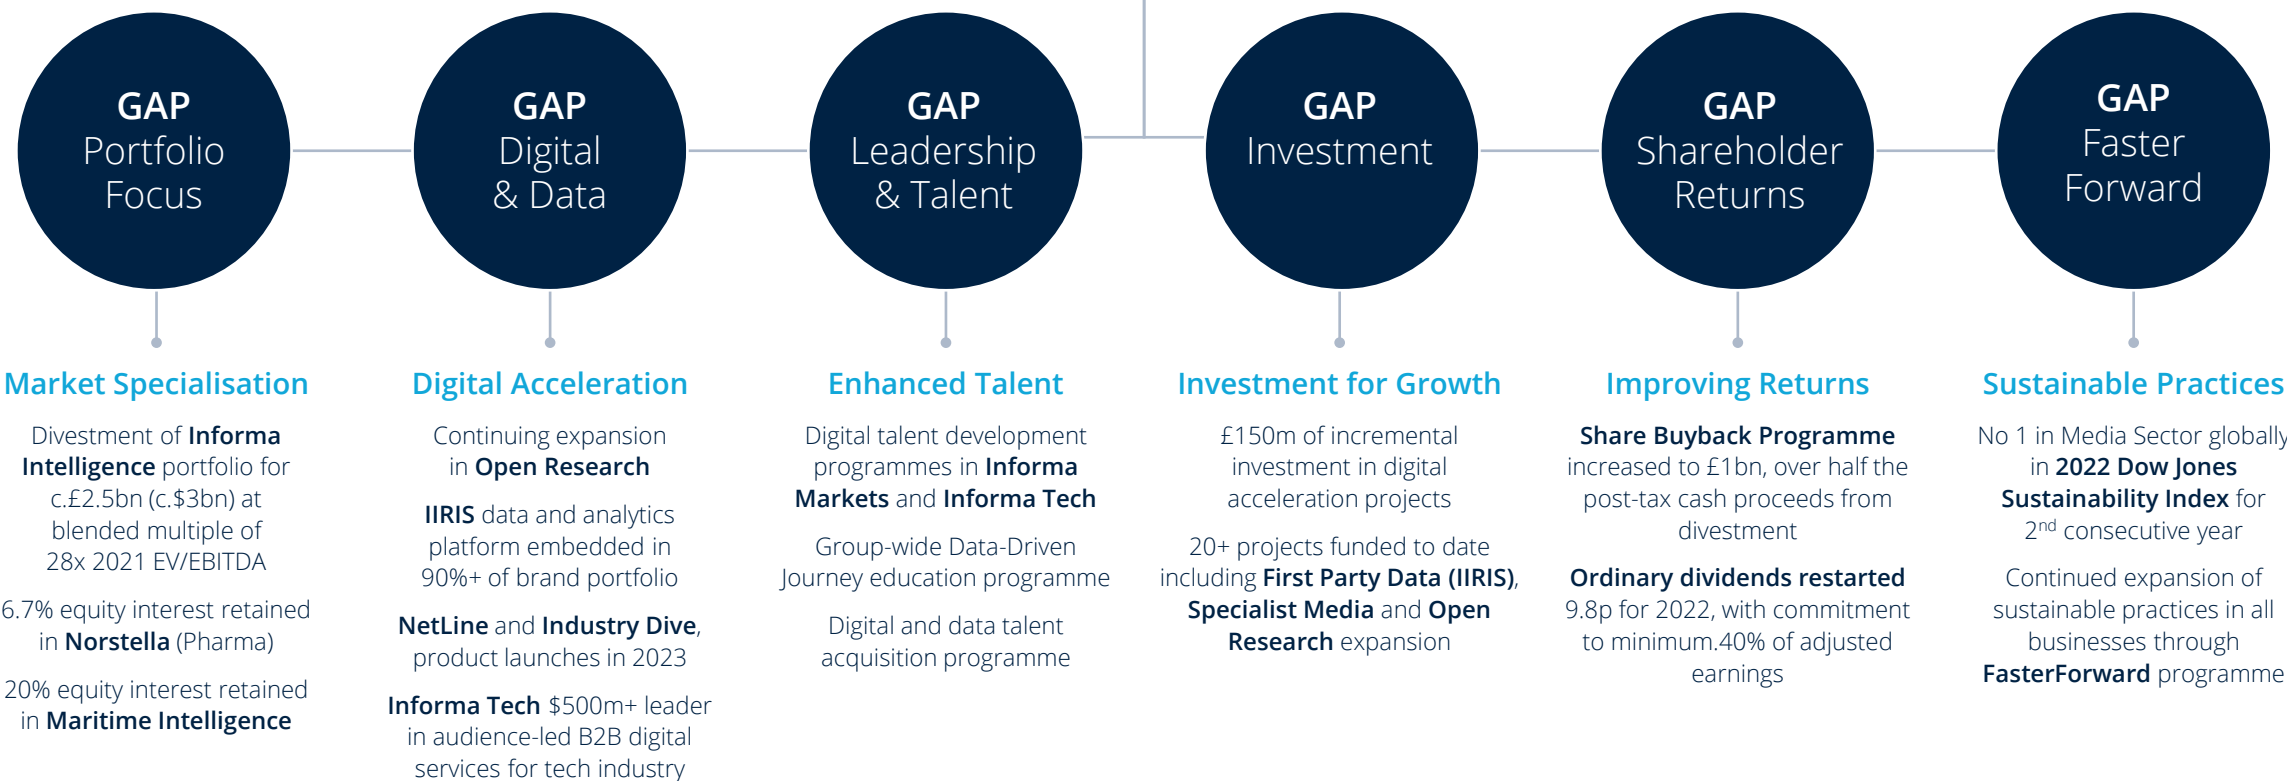 GAP
Portfolio
Focus
Market Specialisation
Divestment of Informa
Intelligence portfolio for
c.£2.5bn (c.$3bn) at
blended multiple of
28x 2021 EV/EBITDA
6.7% equity interest retained
in Norstella (Pharma)
20% equity interest retained
in Maritime Intelligence
GAP
Digital
& Data
Digital Acceleration
Continuing expansion
in Open Research
IIRIS data and analytics
platform embedded in
90%+ of brand portfolio
NetLine and Industry Dive,
product launches in 2023
Informa Tech $500m+ leader
in audience-led B2B digital
services for tech industry
GAP
Leadership
& Talent
Enhanced Talent
Digital talent development
programmes in Informa
Markets and Informa Tech
Group-wide Data-Driven
Journey education programme
Digital and data talent
acquisition programme
GAP
Investment
Investment for Growth
£150m of incremental
investment in digital
acceleration projects
20+ projects funded to date
including First Party Data (IIRIS),
Specialist Media and Open
Research expansion
GAP
Shareholder
Returns
Improving Returns
Share Buyback Programme
increased to £1bn, over half the
post-tax cash proceeds from
divestment
Ordinary dividends restarted
9.8p for 2022, with commitment
to minimum.40% of adjusted
earnings
GAP
Faster
Forward
Sustainable Practices
No 1 in Media Sector globally
in 2022 Dow Jones
Sustainability Index for
2nd consecutive year
Continued expansion of
sustainable practices in all
businesses through
FasterForward programme